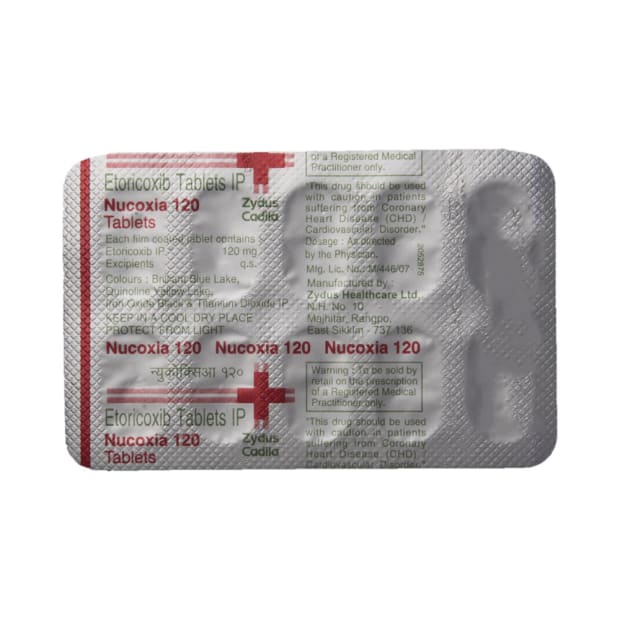 of a Registered Medical
Practitioner only.
Etoricoxib Tablets IP
Nucoxia 120
Tablets
Zydus
Cadila
Each film coated tablet contains :
Etoricoxib IP 120 mg
Excipients q.s.
Colours : Brilliant Blue Lake,
Quinoline Yellow Lake,
Iron Oxide Black & Titanium Dioxide IP
KEEP IN A COOL DRY PLACE
PROTECT FROM LIGHT
"This drug should be used
with caution in patients
suffering from Coronary
Heart Disease (CHD) /
Cardiovascular Disorder."
Dosage : As directed
by the Physician.
Mfg. Lic. No.: M/446/07
Manufactured by :
Zydus Healthcare Ltd.
N.H. No. 10
Majhitar, Rangpo,
East Sikkim - 737 136
2052878
Nucoxia 120 Nucoxia 120 Nucoxia 120
न्युकोक्सिआ १२०
Etoricoxib Tablets IP
Nucoxia 120
Tablets
Zydus
Cadila
Warning : To be sold by
retail on the prescription
of a Registered Medical
Practitioner only.
"This drug should be used
with caution in patients
suffering from Coronary
Heart Disease (CHD) /
Cardiovascular Disorder."